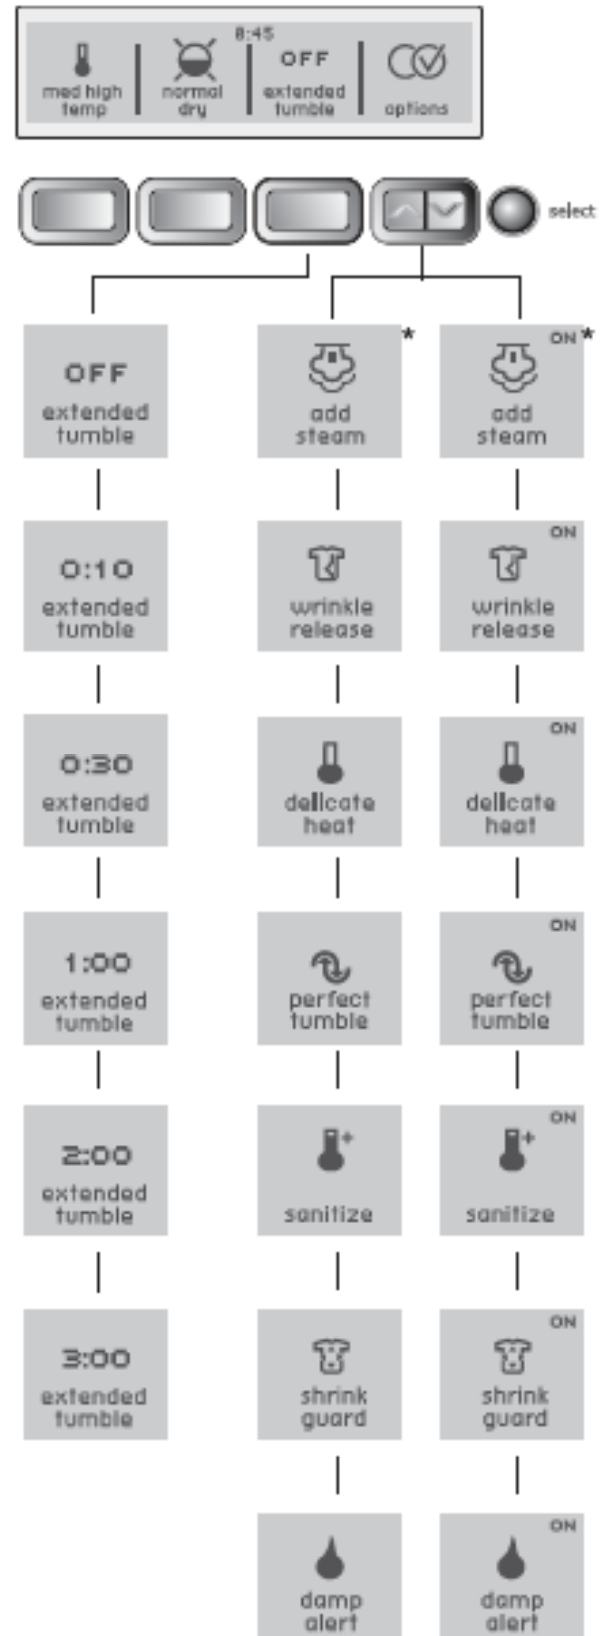 8:45
med high
temp
normal
dry
OFF
extended
tumble
options
select
OFF
extended
tumble
0:10
extended
tumble
0:30
extended
tumble
1:00
extended
tumble
2:00
extended
tumble
3:00
extended
tumble
*
add
steam
wrinkle
release
delicate
heat
perfect
tumble
sanitize
shrink
guard
damp
alert
ON *
add
steam
ON
wrinkle
release
ON
delicate
heat
ON
perfect
tumble
ON
sanitize
ON
shrink
guard
ON
damp
alert